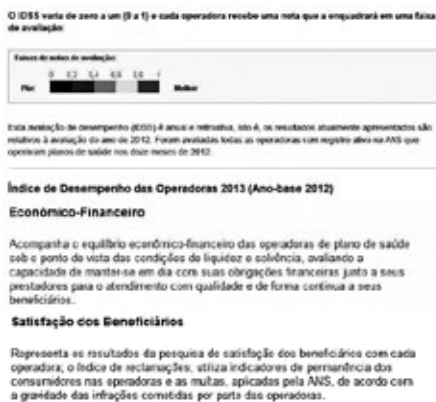 O IDSS varia de zero a um (0 a 1) e cada operadora recebe uma nota que a enquadrará em uma faixa
de avaliação:
Faixas de notas de avaliação:
0 0,2 0,4 0,6 0,8 1
Pior Melhor
Esta avaliação de desempenho (IDSS) é anual e retroativa, isto é, os resultados atualmente apresentados são
relativos à avaliação do ano de 2012. Foram avaliadas todas as operadoras com registro ativo na ANS que
operaram planos de saúde nos doze meses de 2012.
Índice de Desempenho das Operadoras 2013 (Ano-base 2012)
Econômico-Financeiro
Acompanha o equilíbrio econômico-financeiro das operadoras de plano de saúde
sob o ponto de vista das condições de liquidez e solvência, avaliando a
capacidade de manter-se em dia com suas obrigações financeiras junto a seus
prestadores para o atendimento com qualidade e de forma contínua a seus
beneficiários.
Satisfação dos Beneficiários
Representa os resultados da pesquisa de satisfação dos beneficiários com cada
operadora; o índice de reclamações; utiliza indicadores de permanência dos
consumidores nas operadoras e as multas, aplicadas pela ANS, de acordo com
a gravidade das infrações cometidas por parte das operadoras.